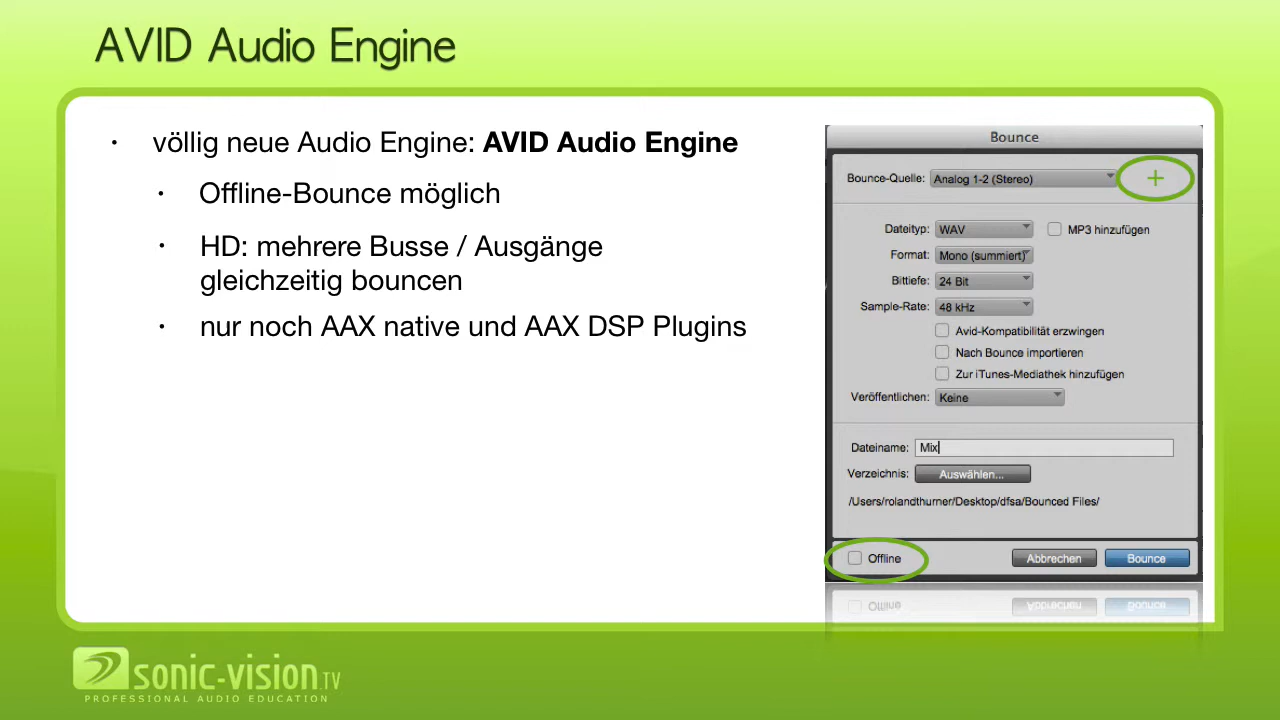 AVID Audio Engine
• völlig neue Audio Engine: AVID Audio Engine
• Offline-Bounce möglich
• HD: mehrere Busse / Ausgänge
gleichzeitig bouncen
• nur noch AAX native und AAX DSP Plugins
Bounce
Bounce-Quelle: Analog 1-2 (Stereo) +
Dateityp: WAV MP3 hinzufügen
Format: Mono (summiert)
Bittiefe: 24 Bit
Sample-Rate: 48 kHz
Avid-Kompatibilität erzwingen
Nach Bounce importieren
Zur iTunes-Mediathek hinzufügen
Veröffentlichen: Keine
Dateiname: Mix
Verzeichnis: Auswählen...
/Users/rolandthurner/Desktop/dfsa/Bounced Files/
Offline Abbrechen Bounce
sonic-vision.TV
PROFESSIONAL AUDIO EDUCATION